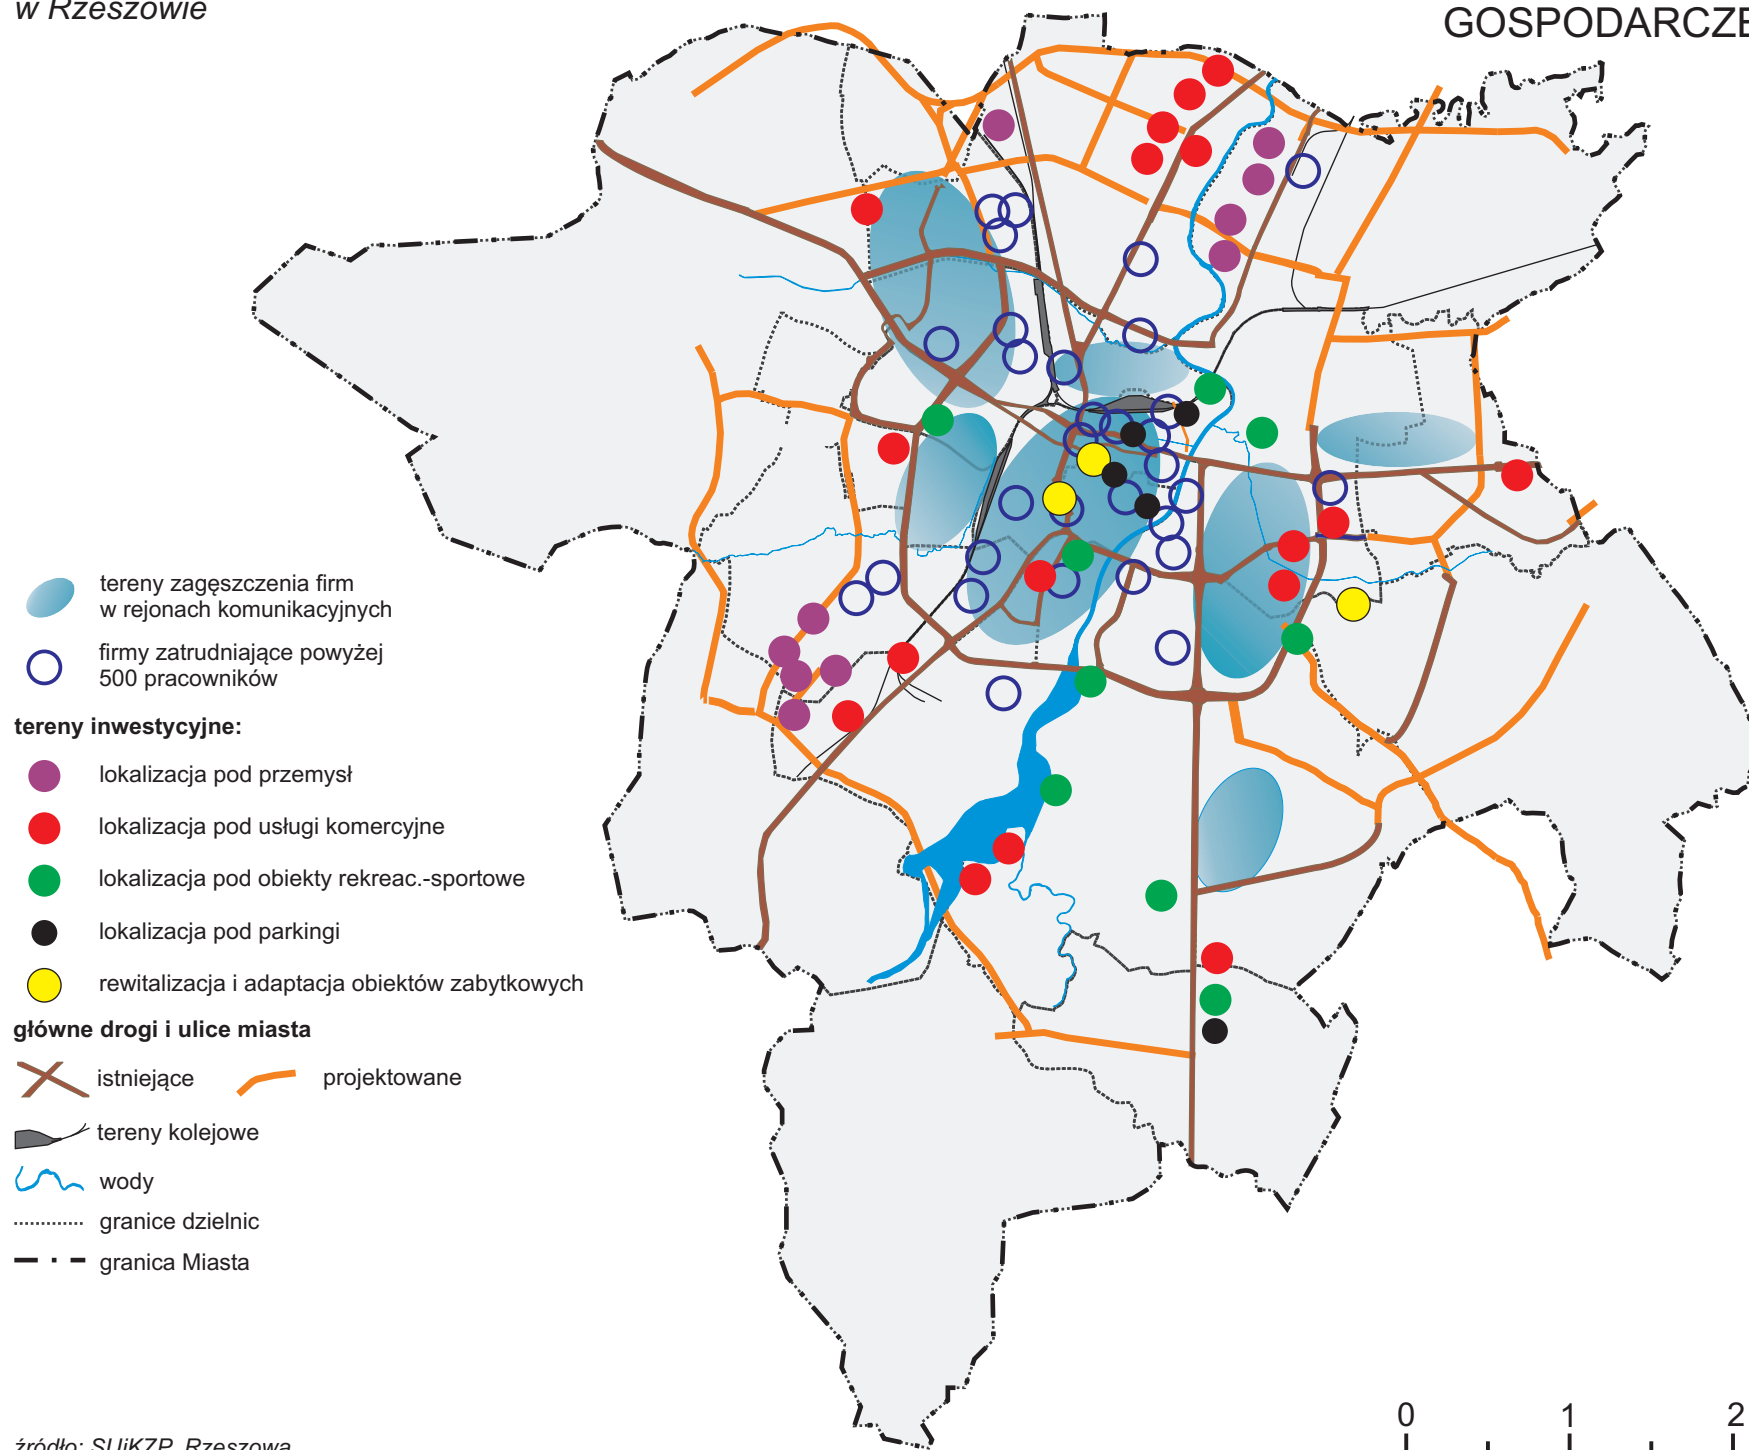 w Rzeszowie
GOSPODARCZE
tereny zagęszczenia firm
w rejonach komunikacyjnych
firmy zatrudniające powyżej
500 pracowników
tereny inwestycyjne:
lokalizacja pod przemysł
lokalizacja pod usługi komercyjne
lokalizacja pod obiekty rekreac.-sportowe
lokalizacja pod parkingi
rewitalizacja i adaptacja obiektów zabytkowych
główne drogi i ulice miasta
istniejące projektowane
tereny kolejowe
wody
granice dzielnic
granica Miasta
0 1 2
źródło: SUiKZP Rzeszowa